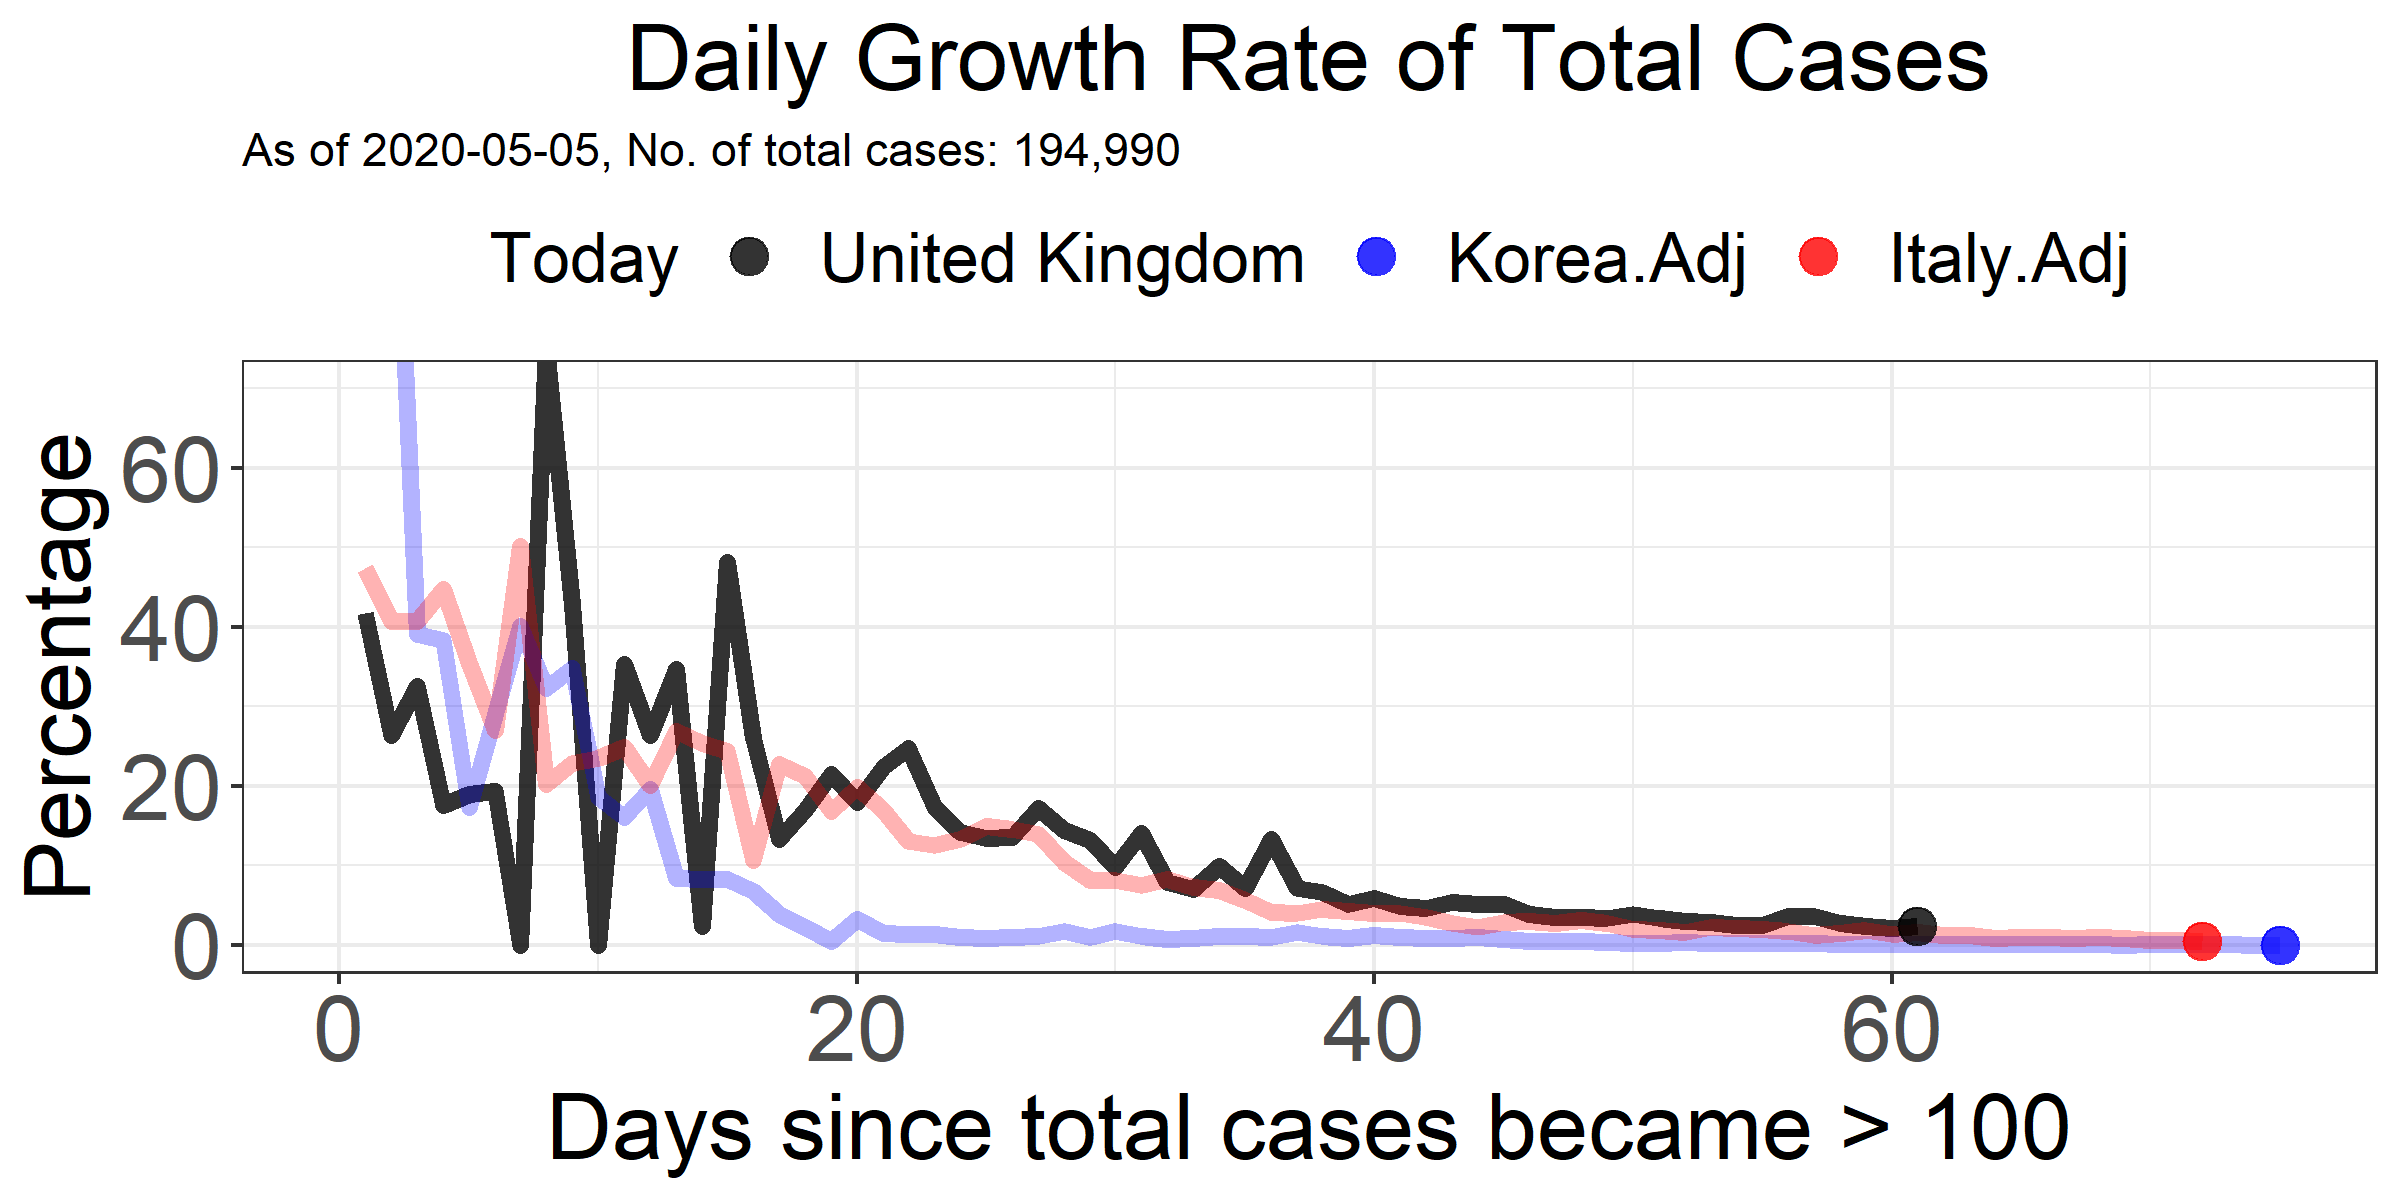 Daily Growth Rate of Total Cases
As of 2020-05-05, No. of total cases: 194,990
Today United Kingdom Korea.Adj Italy.Adj
Percentage
60
40
20
0
0 20 40 60
Days since total cases became > 100